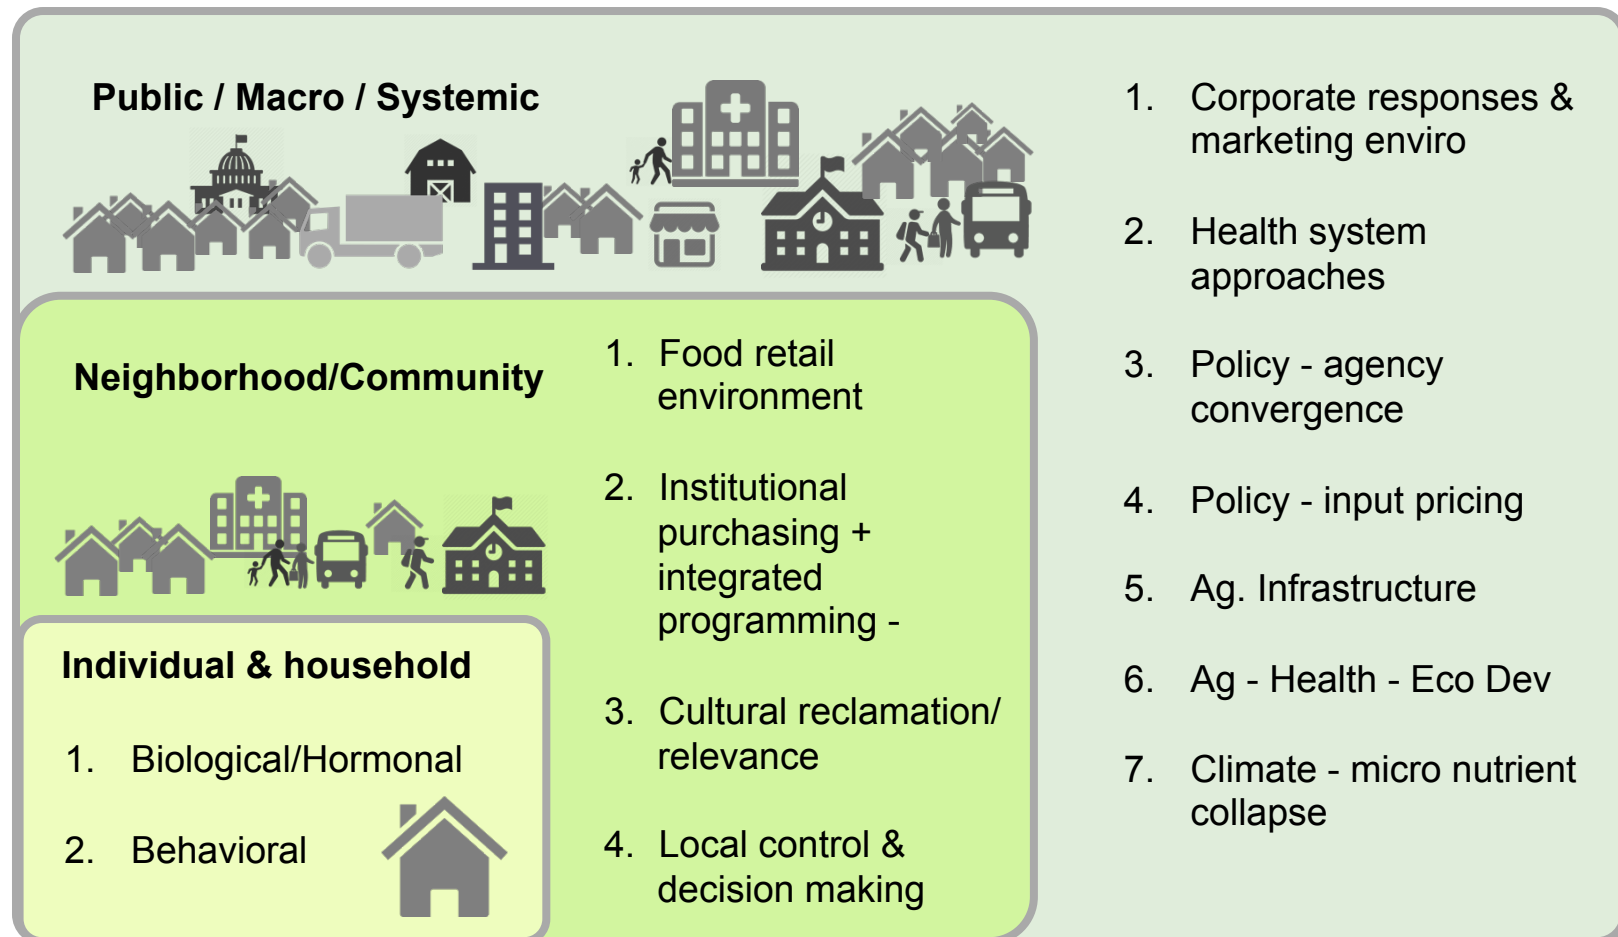 Public / Macro / Systemic
1. Corporate responses &
marketing enviro
2. Health system
approaches
3. Policy - agency
convergence
4. Policy - input pricing
5. Ag. Infrastructure
6. Ag - Health - Eco Dev
7. Climate - micro nutrient
collapse
Neighborhood/Community
1. Food retail
environment
2. Institutional
purchasing +
integrated
programming -
3. Cultural reclamation/
relevance
4. Local control &
decision making
Individual & household
1. Biological/Hormonal
2. Behavioral